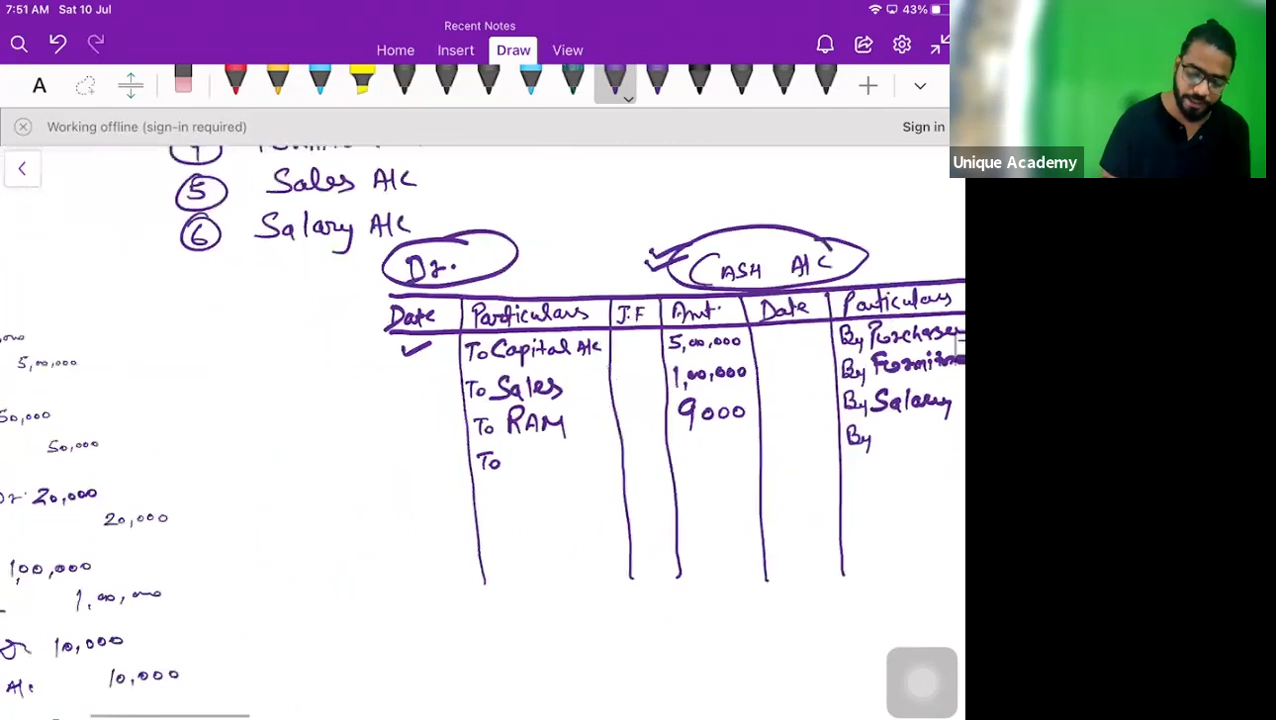 7:51 AM Sat 10 Jul
43%
Recent Notes
Home Insert Draw View
A
Working offline (sign-in required)
Sign in
Unique Academy
5 Sales A/C
6 Salary A/C
Dr. CASH A/C
Date Particulars J.F Amt. Date Particulars
To Capital A/C 5,00,000 By Purchases
To Sales 1,00,000 By Furniture
To RAM 9000 By Salary
To By
5,00,000
50,000
50,000
Dr. 20,000
20,000
1,00,000
1,00,000
10,000
A/c 10,000